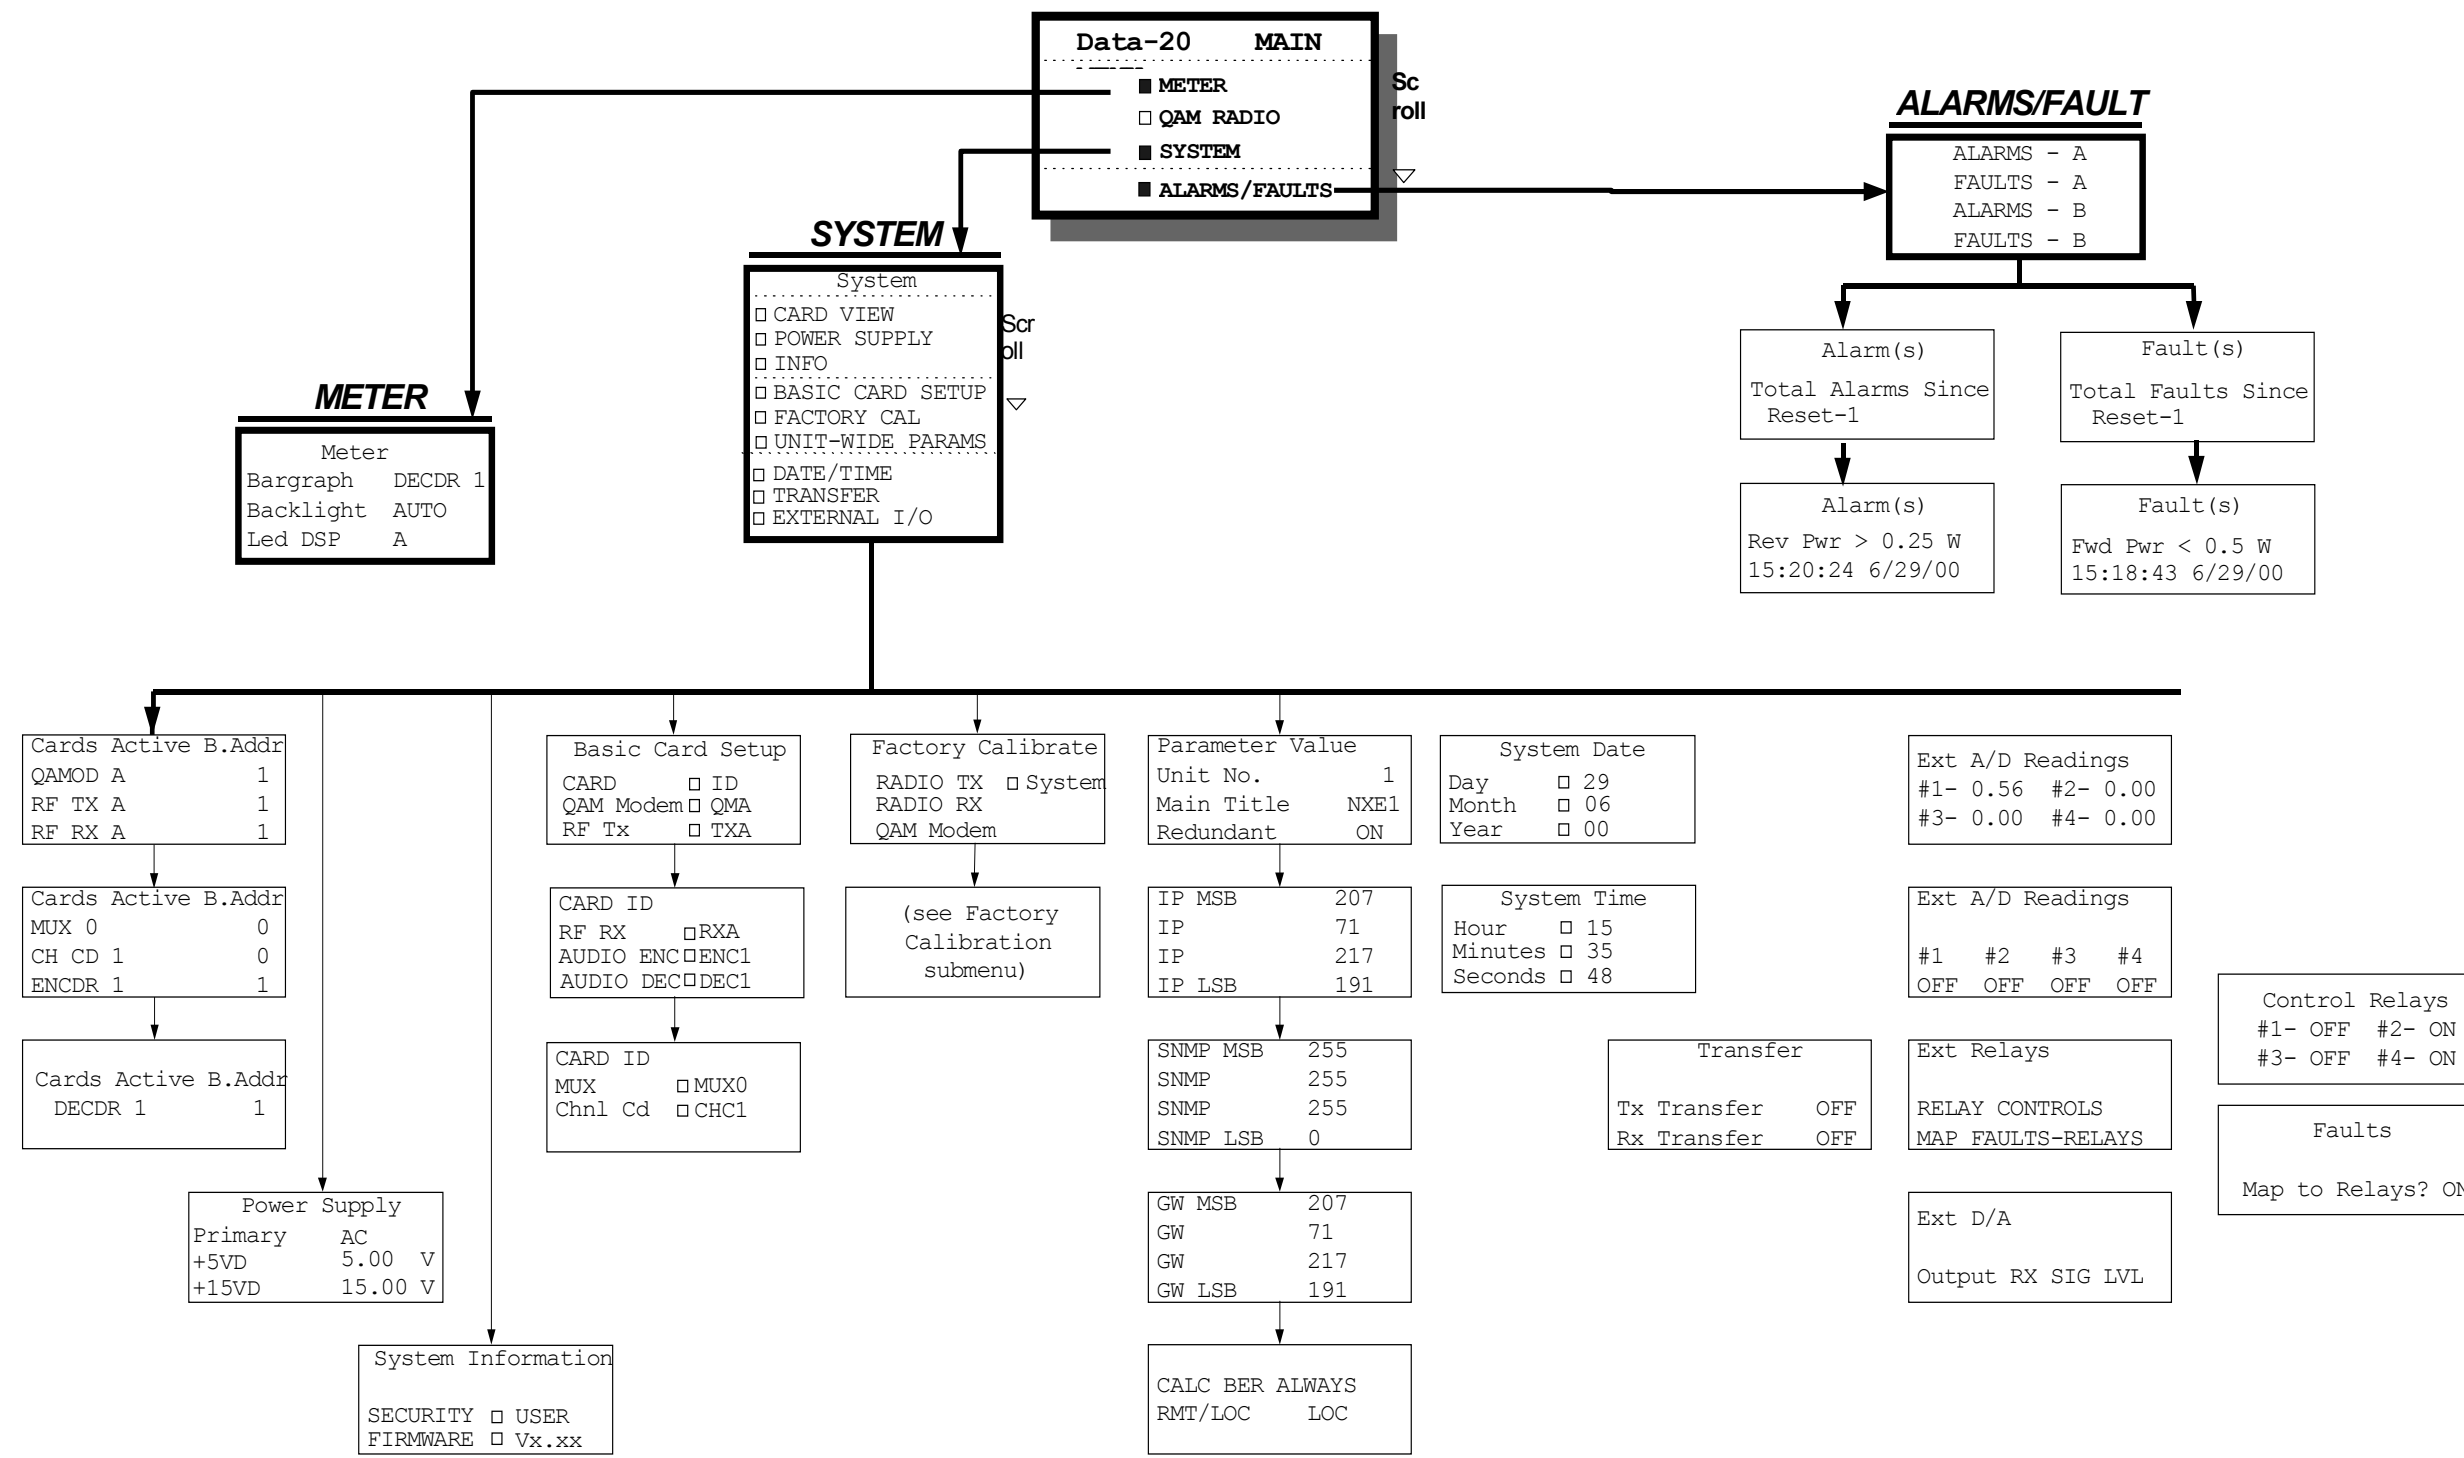 Data-20 MAIN
METER
QAM RADIO
SYSTEM
ALARMS/FAULTS
Sc
roll
ALARMS/FAULT
ALARMS - A
FAULTS - A
ALARMS - B
FAULTS - B
Alarm(s)
Total Alarms Since
Reset-1
Fault(s)
Total Faults Since
Reset-1
Alarm(s)
Rev Pwr > 0.25 W
15:20:24 6/29/00
Fault(s)
Fwd Pwr < 0.5 W
15:18:43 6/29/00
SYSTEM
System
CARD VIEW
POWER SUPPLY
INFO
BASIC CARD SETUP
FACTORY CAL
UNIT-WIDE PARAMS
DATE/TIME
TRANSFER
EXTERNAL I/O
Scr
oll
METER
Meter
Bargraph DECDR 1
Backlight AUTO
Led DSP A
Cards Active B.Addr
QAMOD A 1
RF TX A 1
RF RX A 1
Cards Active B.Addr
MUX 0 0
CH CD 1 0
ENCDR 1 1
Cards Active B.Addr
DECDR 1 1
Power Supply
Primary AC
+5VD 5.00 V
+15VD 15.00 V
System Information
SECURITY USER
FIRMWARE Vx.xx
Basic Card Setup
CARD ID
QAM Modem QMA
RF Tx TXA
CARD ID
RF RX RXA
AUDIO ENC ENC1
AUDIO DEC DEC1
CARD ID
MUX MUX0
Chnl Cd CHC1
Factory Calibrate
RADIO TX System
RADIO RX
QAM Modem
(see Factory
Calibration
submenu)
Parameter Value
Unit No. 1
Main Title NXE1
Redundant ON
IP MSB 207
IP 71
IP 217
IP LSB 191
SNMP MSB 255
SNMP 255
SNMP 255
SNMP LSB 0
GW MSB 207
GW 71
GW 217
GW LSB 191
CALC BER ALWAYS
RMT/LOC LOC
System Date
Day 29
Month 06
Year 00
System Time
Hour 15
Minutes 35
Seconds 48
Transfer
Tx Transfer OFF
Rx Transfer OFF
Ext A/D Readings
#1- 0.56 #2- 0.00
#3- 0.00 #4- 0.00
Ext A/D Readings
#1 #2 #3 #4
OFF OFF OFF OFF
Ext Relays
RELAY CONTROLS
MAP FAULTS-RELAYS
Ext D/A
Output RX SIG LVL
Control Relays
#1- OFF #2- ON
#3- OFF #4- ON
Faults
Map to Relays? ON